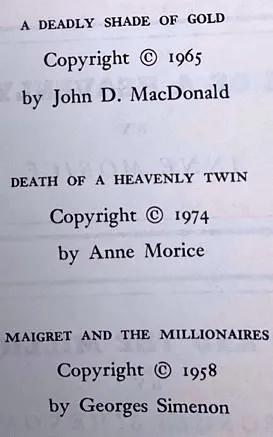 A DEADLY SHADE OF GOLD
Copyright © 1965
by John D. MacDonald
DEATH OF A HEAVENLY TWIN
Copyright © 1974
by Anne Morice
MAIGRET AND THE MILLIONAIRES
Copyright © 1958
by Georges Simenon